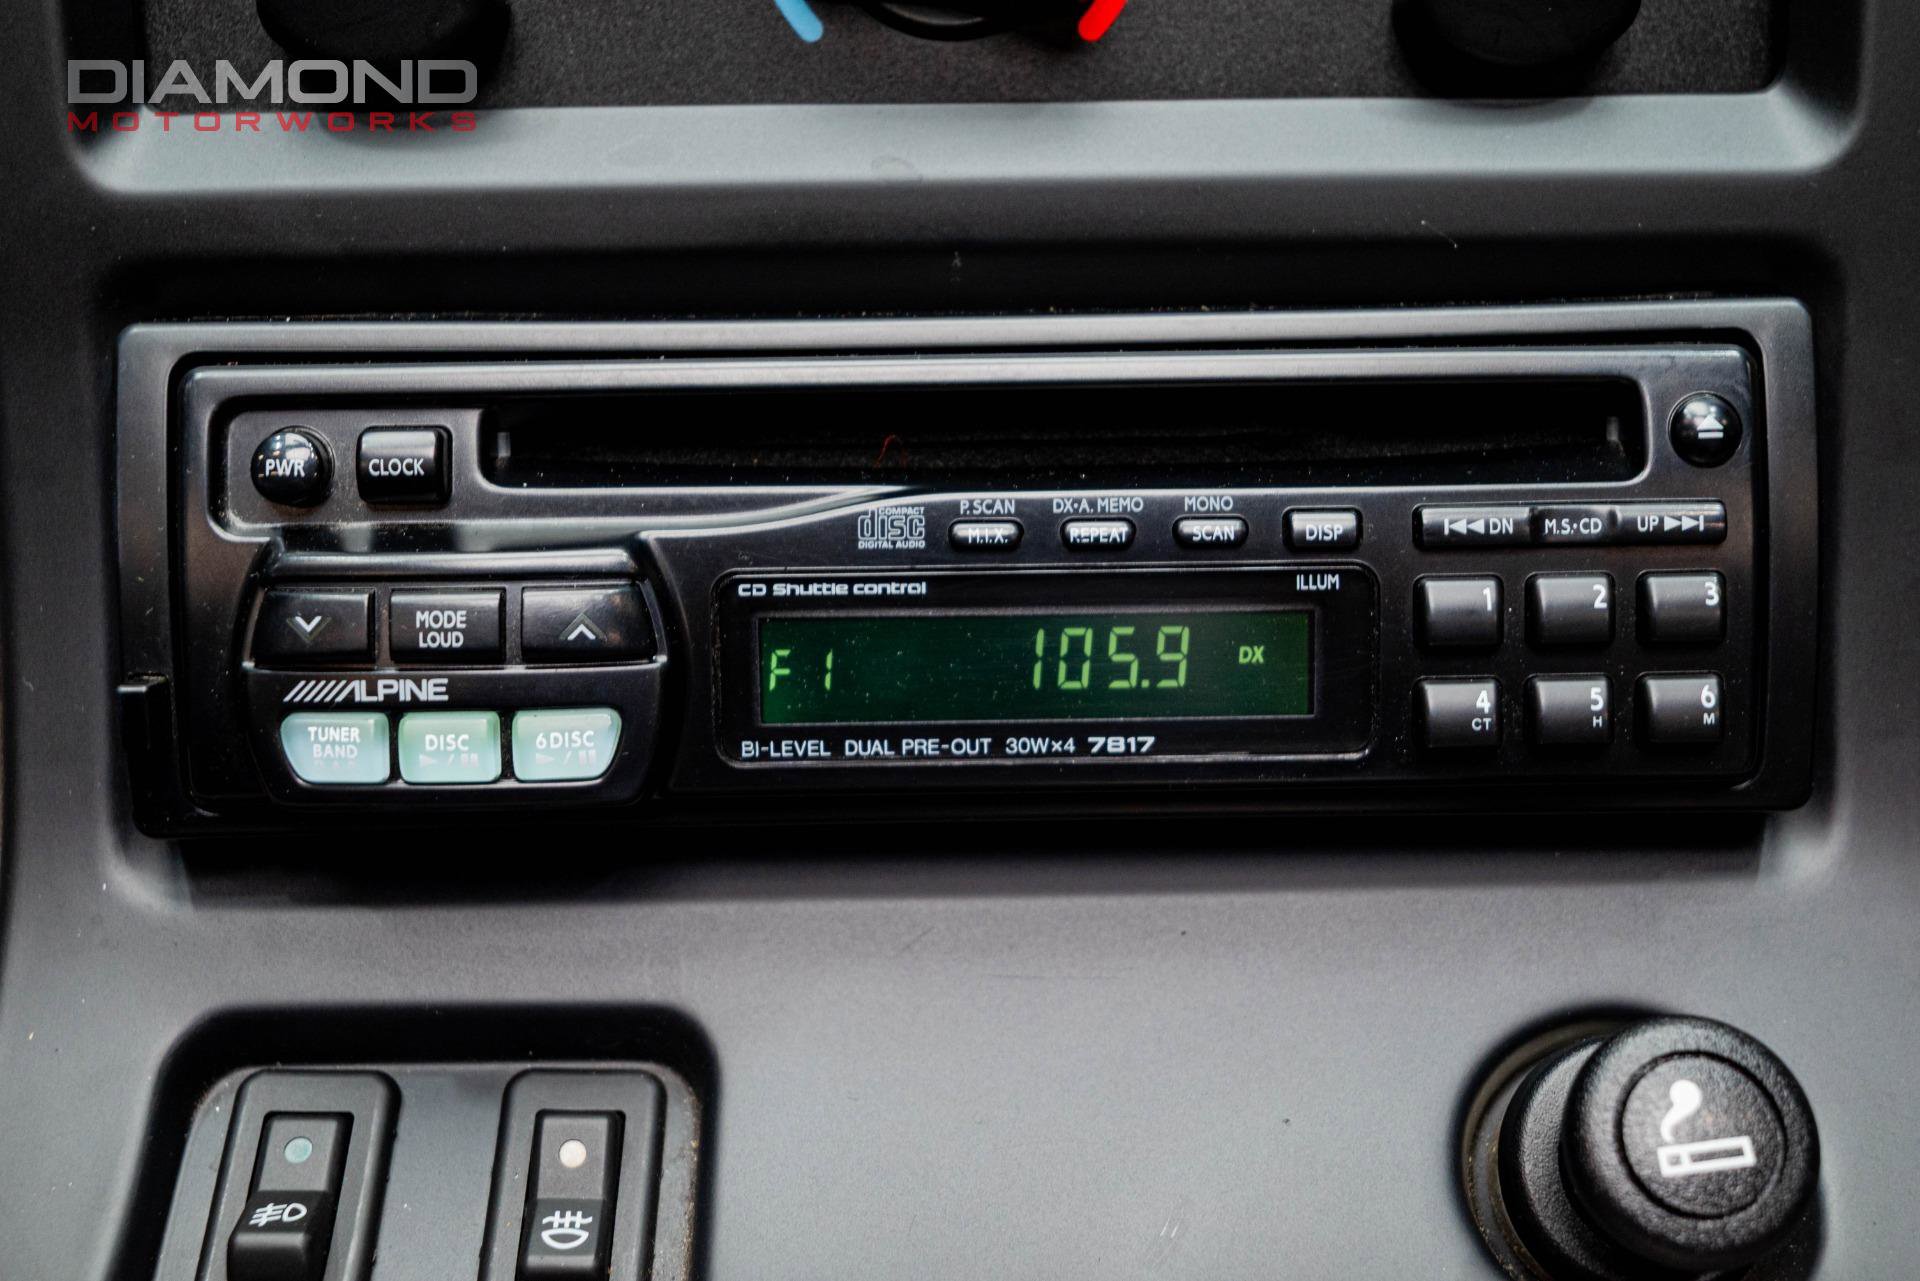 DIAMOND
MOTORWORKS
PWR
CLOCK
COMPACT
disc
DIGITAL AUDIO
P.SCAN
M.I.X.
DX•A. MEMO
REPEAT
MONO
SCAN
DISP
DN
M.S.•CD
UP
MODE
LOUD
ALPINE
TUNER
BAND
DISC
6DISC
CD Shuttle control
ILLUM
F1 105.9 DX
BI-LEVEL DUAL PRE-OUT 30W×4 7817
1
2
3
4
CT
5
H
6
M